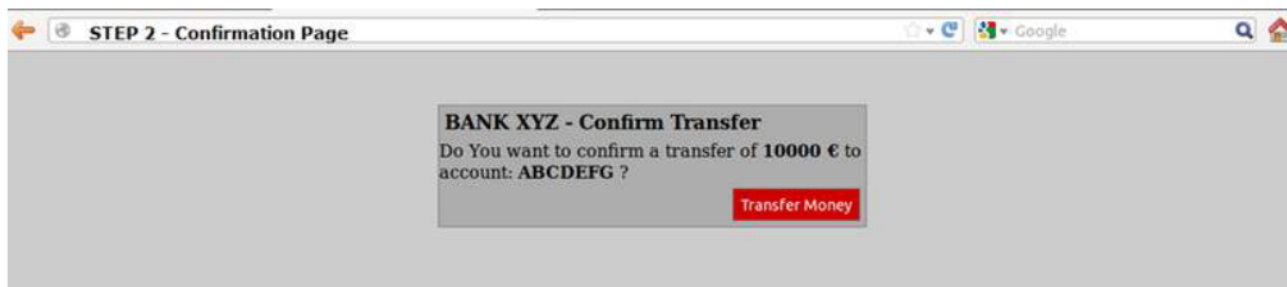 STEP 2 - Confirmation Page
Google
BANK XYZ - Confirm Transfer
Do You want to confirm a transfer of 10000 € to
account: ABCDEFG ?
Transfer Money